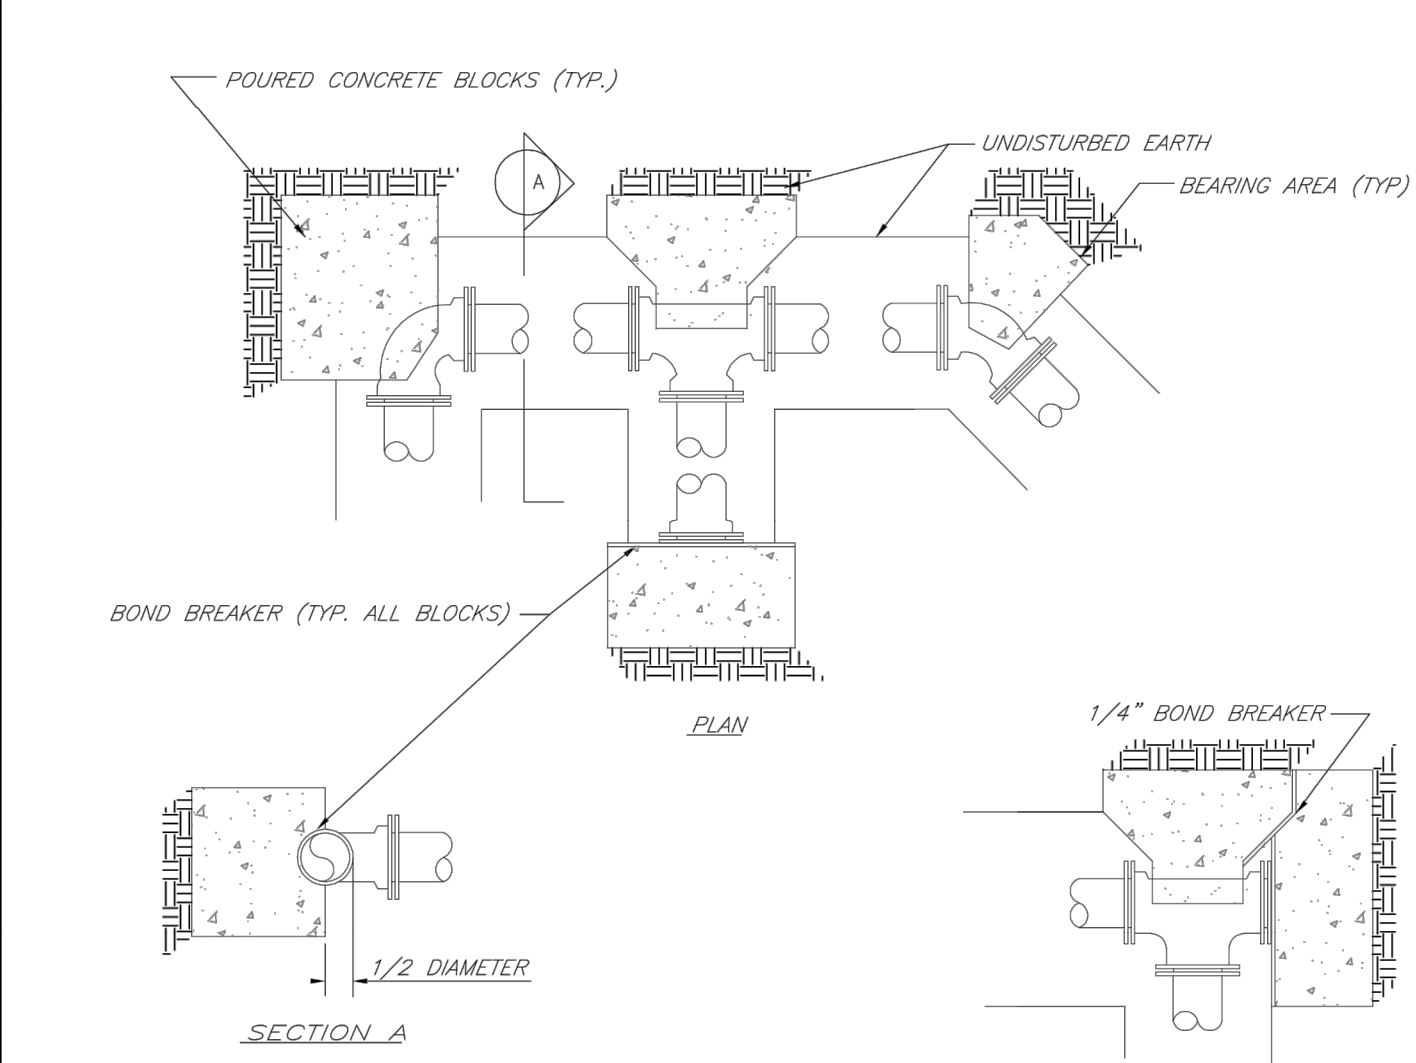 POURED CONCRETE BLOCKS (TYP.)
UNDISTURBED EARTH
A
BEARING AREA (TYP)
BOND BREAKER (TYP. ALL BLOCKS)
PLAN
1/4" BOND BREAKER
1/2 DIAMETER
SECTION A